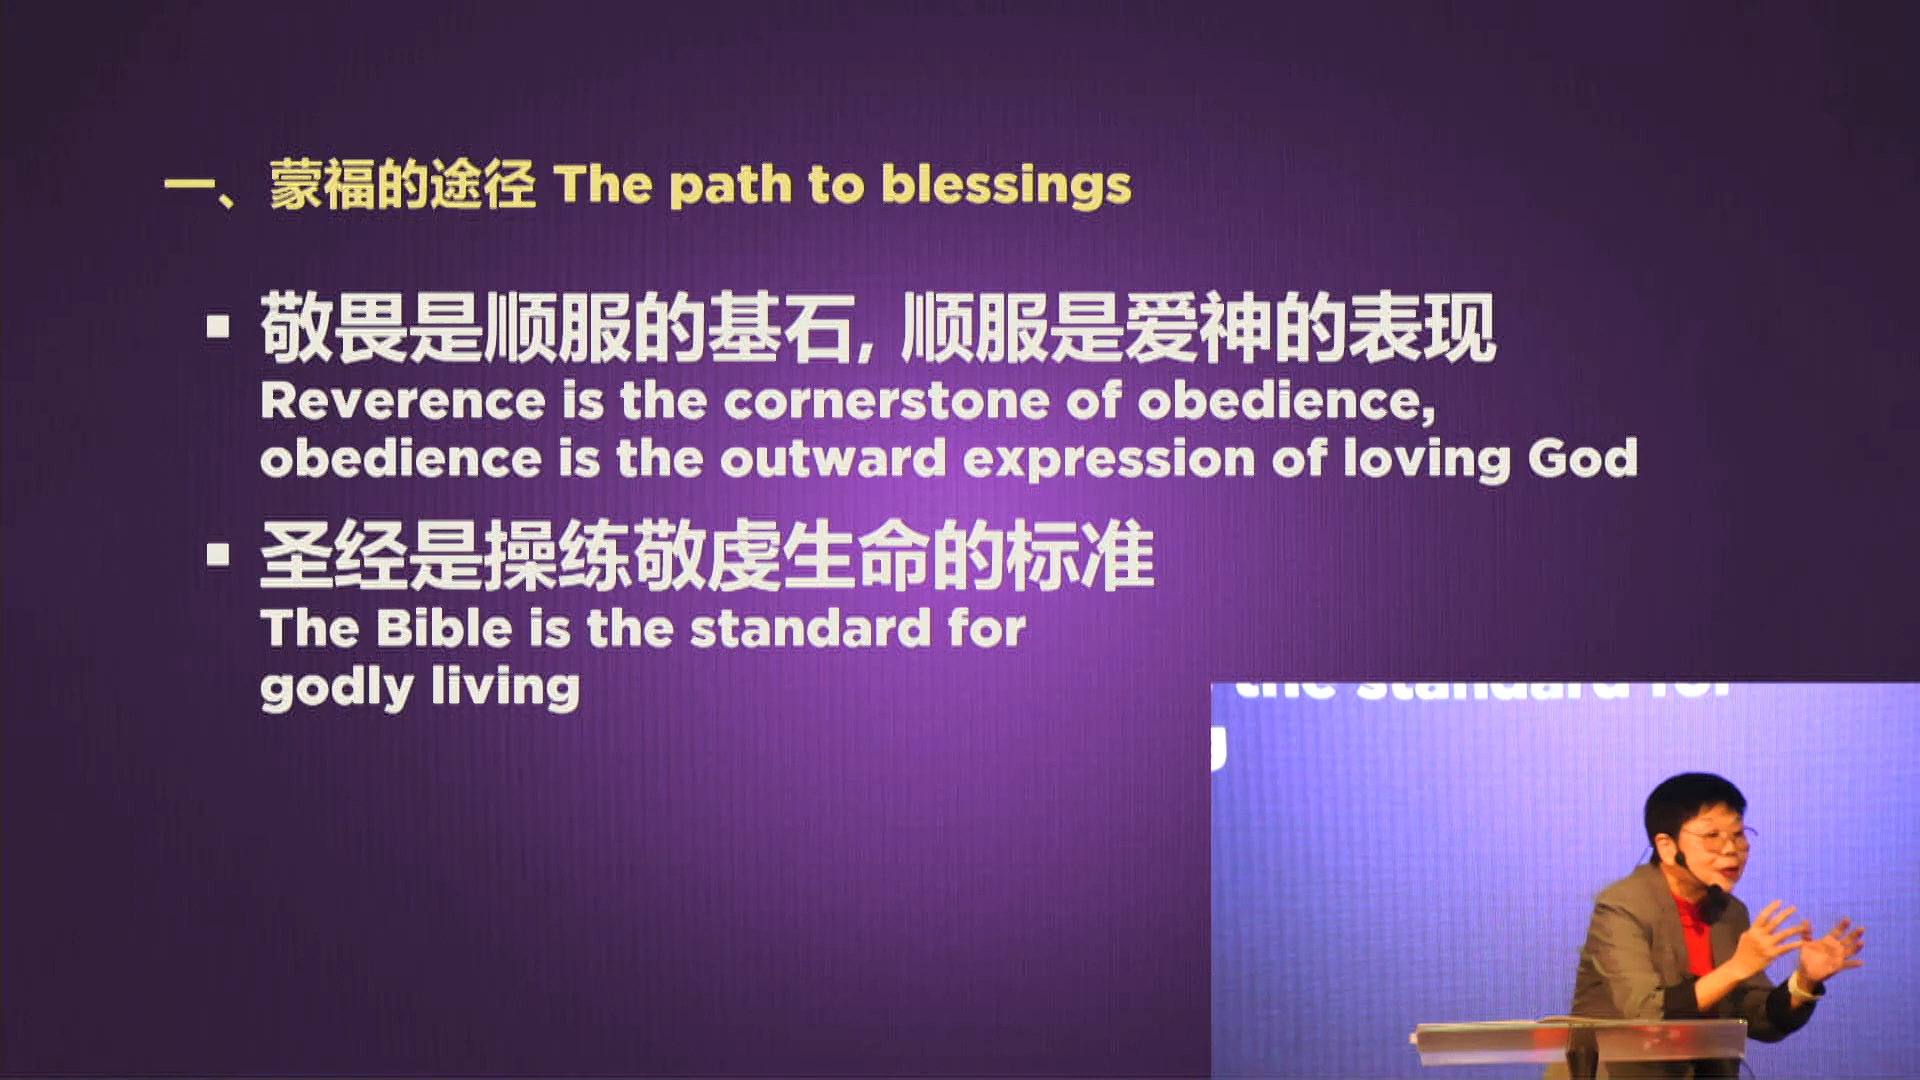 一、蒙福的途径 The path to blessings
▪ 敬畏是顺服的基石, 顺服是爱神的表现
Reverence is the cornerstone of obedience,
obedience is the outward expression of loving God
▪ 圣经是操练敬虔生命的标准
The Bible is the standard for
godly living
the standard for
g